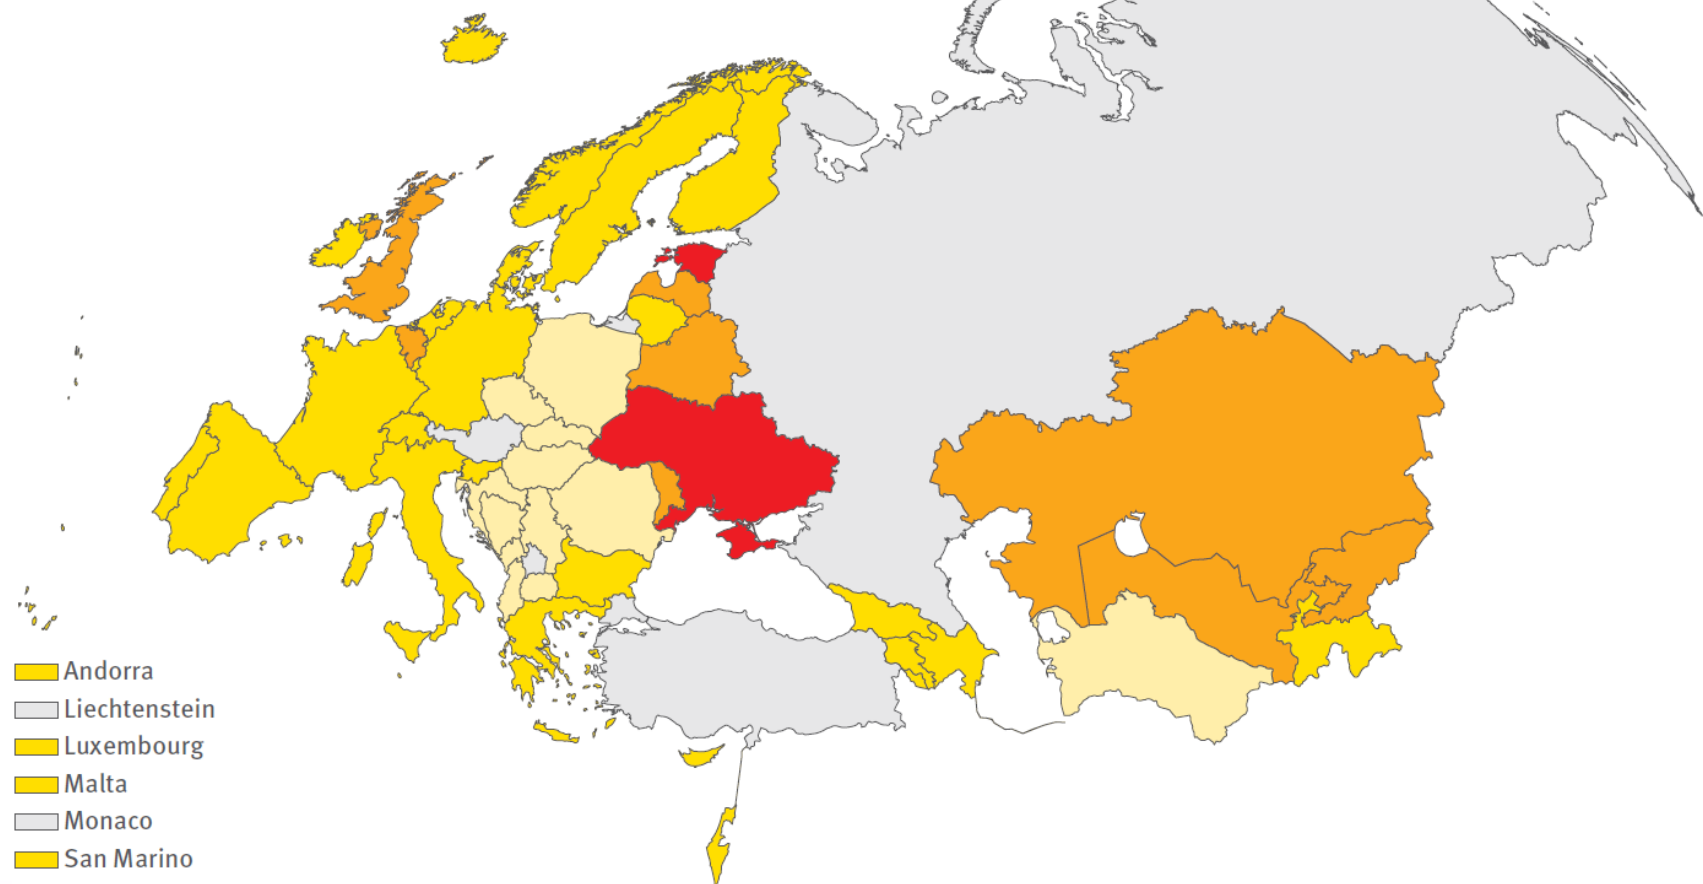 Andorra
Liechtenstein
Luxembourg
Malta
Monaco
San Marino